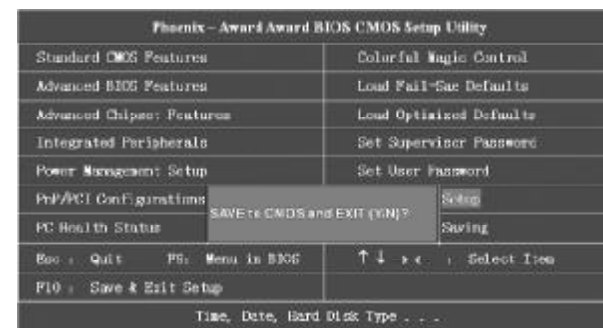 Phoenix – Award Award BIOS CMOS Setup Utility
Standard CMOS Features
Colorful Magic Control
Advanced BIOS Features
Load Fail-Sae Defaults
Advanced Chipset Features
Load Optimized Defaults
Integrated Peripherals
Set Supervisor Password
Power Management Setup
Set User Password
PnP/PCI Configurations
Setup
SAVE to CMOS and EXIT (Y/N)?
PC Health Status
Saving
Esc : Quit
Menu in BIOS
↑ ↓ : Select Item
F10 : Save & Exit Setup
Time, Date, Hard Disk Type . . .